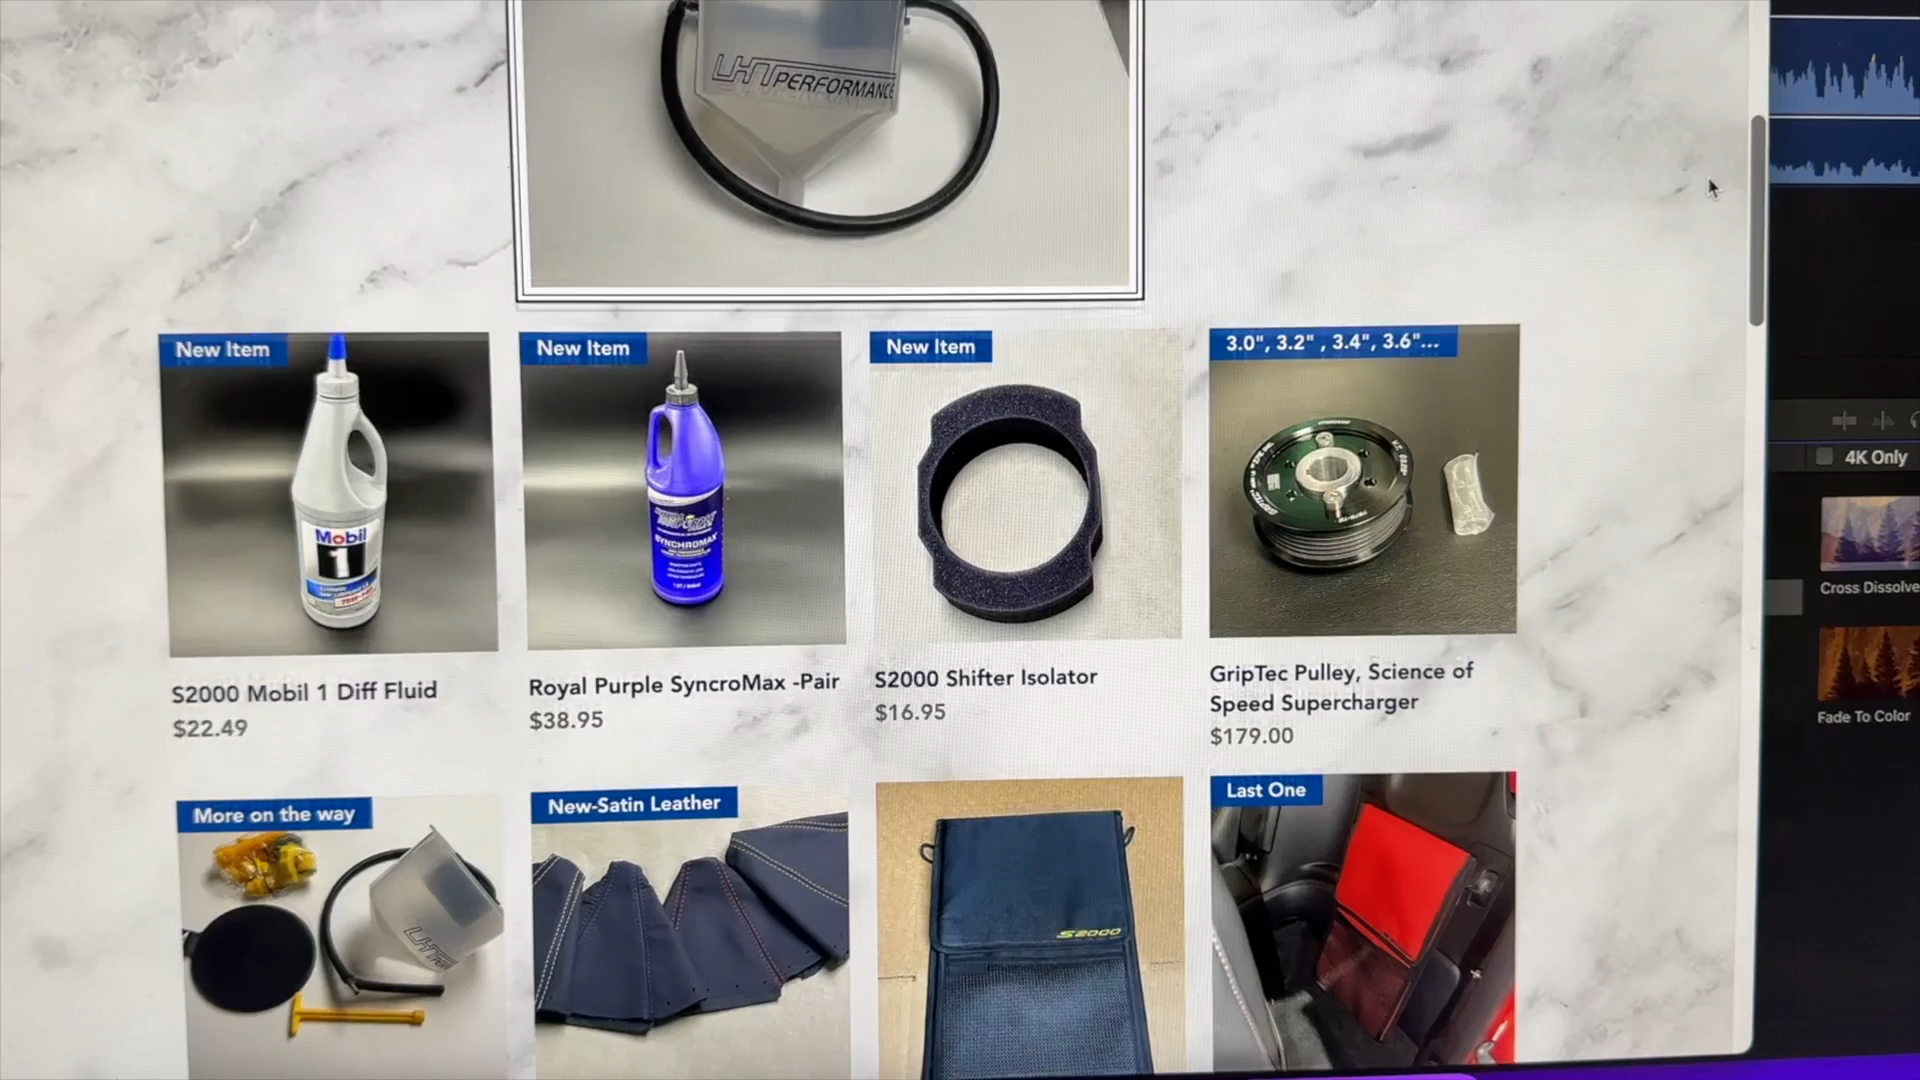 LHT PERFORMANCE
New Item
New Item
New Item
3.0", 3.2" , 3.4", 3.6"...
Mobil
1
SYNCHROMAX
S2000 Mobil 1 Diff Fluid
$22.49
Royal Purple SyncroMax -Pair
$38.95
S2000 Shifter Isolator
$16.95
GripTec Pulley, Science of
Speed Supercharger
$179.00
More on the way
New-Satin Leather
Last One
LHT
S2000
4K Only
Cross Dissolve
Fade To Color